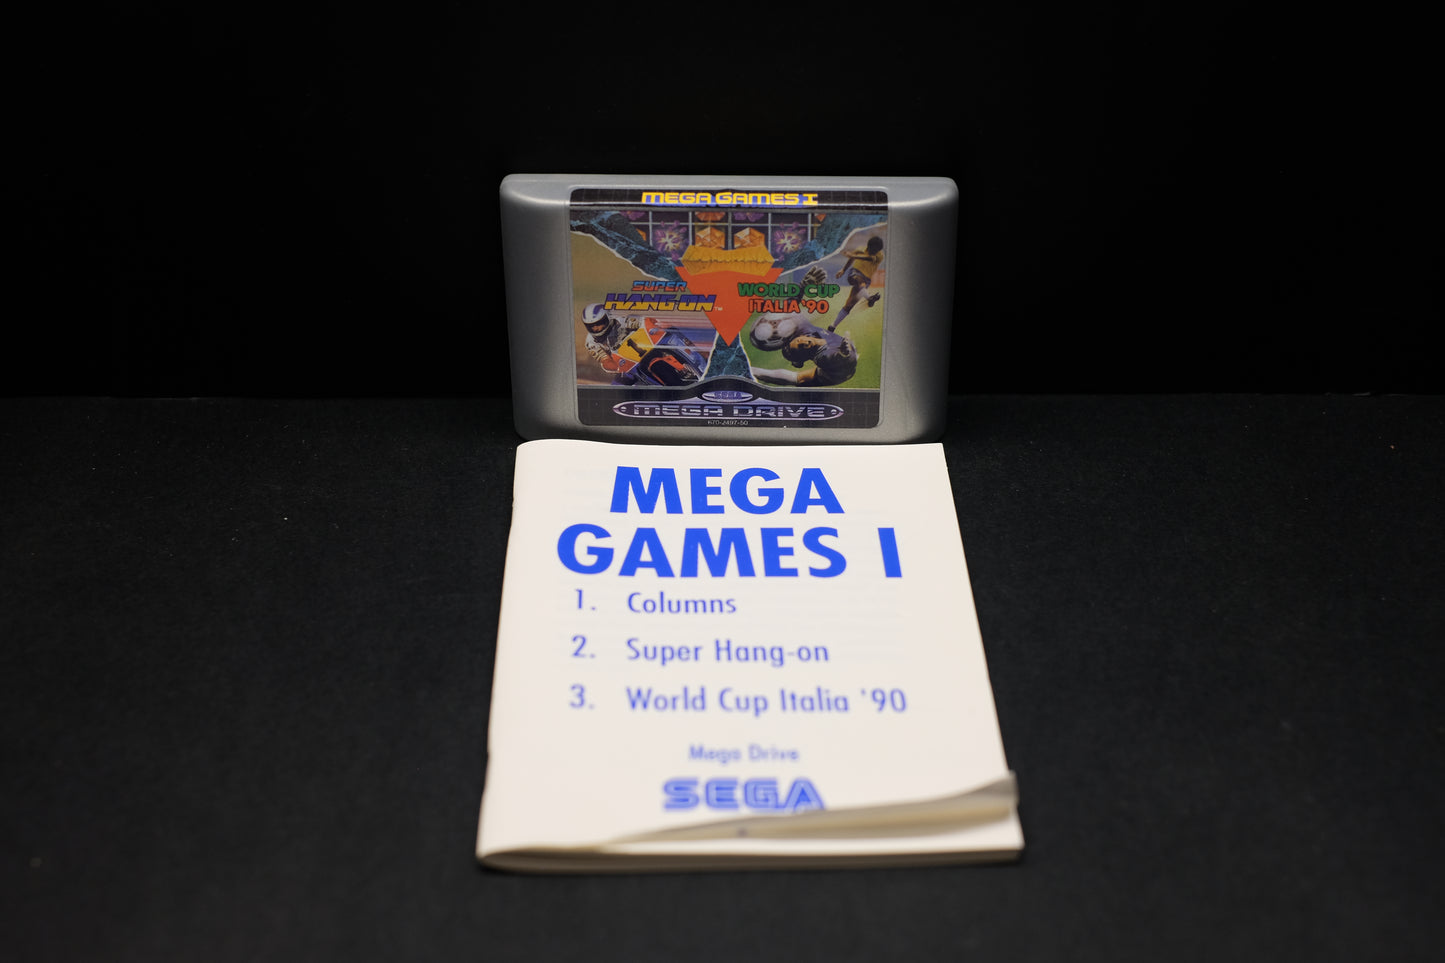 MEGA GAMES I
SUPER
HANG-ON™
WORLD CUP
ITALIA '90
SEGA
MEGA DRIVE
670-2497-50
MEGA
GAMES I
1. Columns
2. Super Hang-on
3. World Cup Italia '90
Mega Drive
SEGA